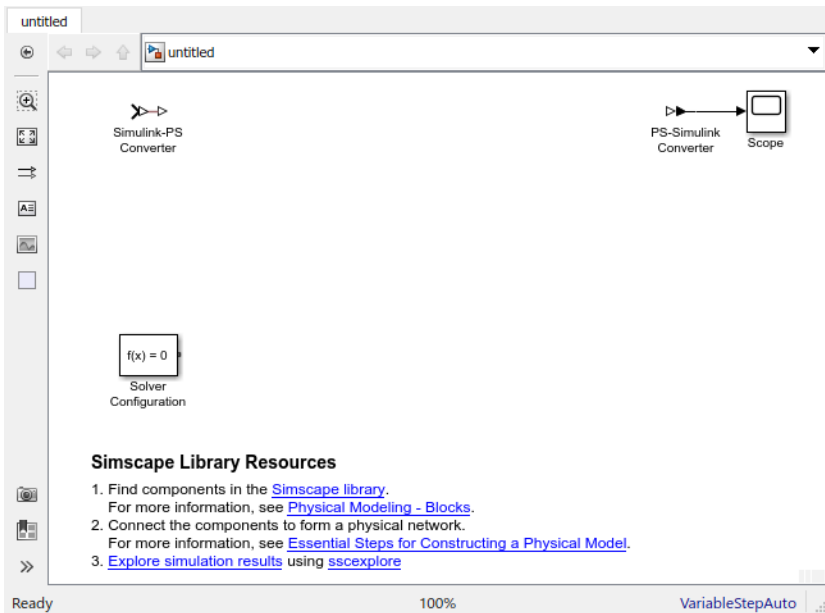 untitled
untitled
Simulink-PS
Converter
PS-Simulink
Converter
Scope
f(x) = 0
Solver
Configuration
Simscape Library Resources
1. Find components in the Simscape library.
For more information, see Physical Modeling - Blocks.
2. Connect the components to form a physical network.
For more information, see Essential Steps for Constructing a Physical Model.
3. Explore simulation results using sscexplore
Ready 100% VariableStepAuto